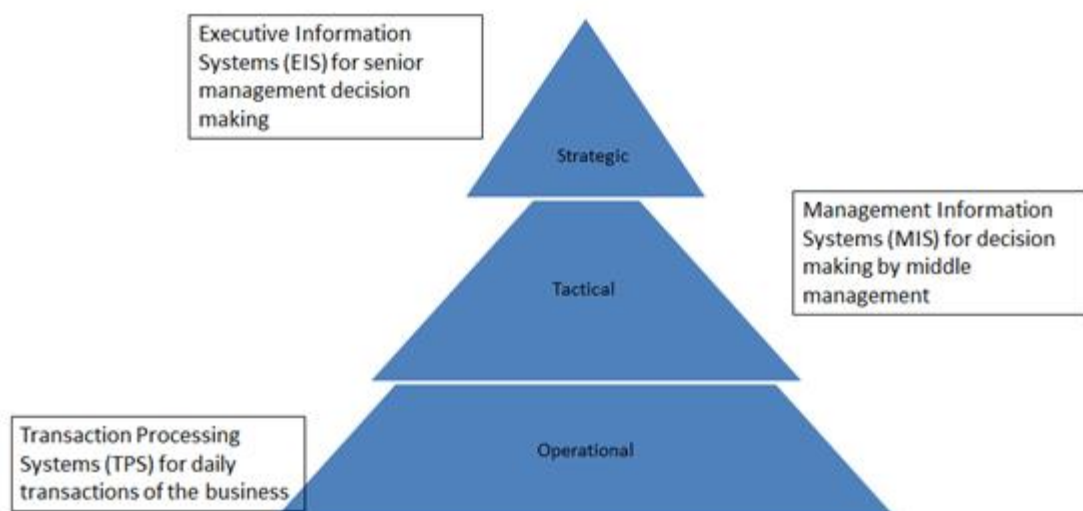 Executive Information
Systems (EIS) for senior
management decision
making
Strategic
Management Information
Systems (MIS) for decision
making by middle
management
Tactical
Transaction Processing
Systems (TPS) for daily
transactions of the business
Operational